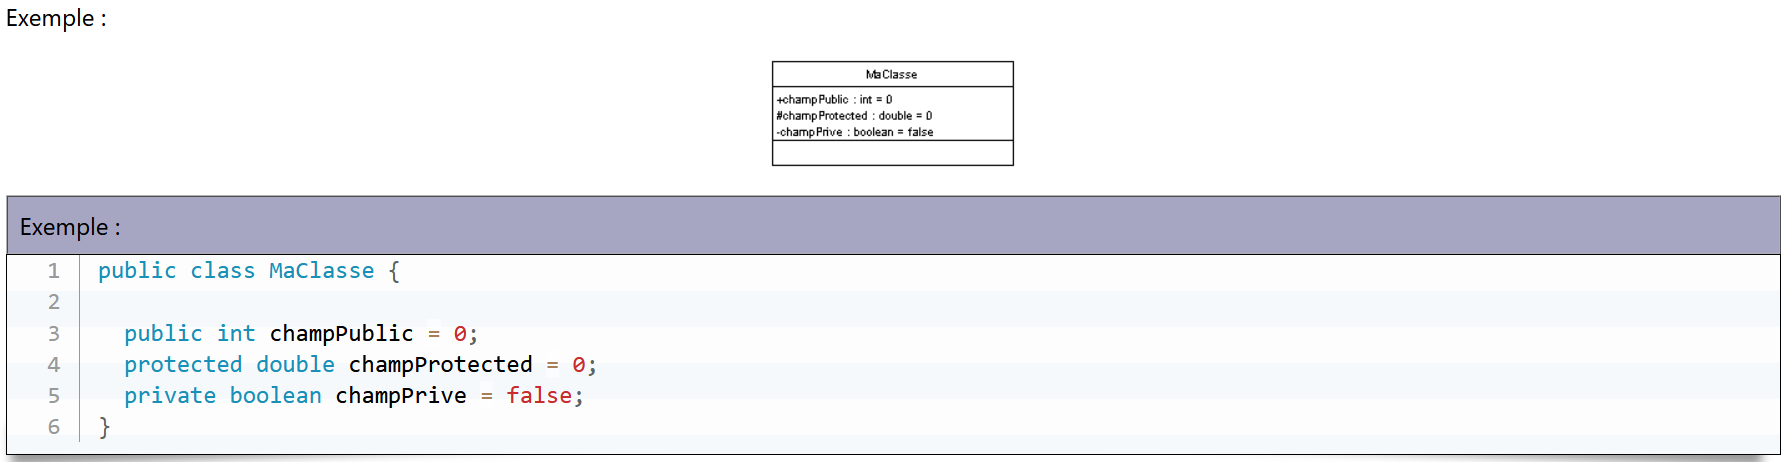 Exemple :
MaClasse
+champPublic : int = 0
#champProtected : double = 0
-champPrive : boolean = false
Exemple :
1 public class MaClasse {
2
3 public int champPublic = 0;
4 protected double champProtected = 0;
5 private boolean champPrive = false;
6 }